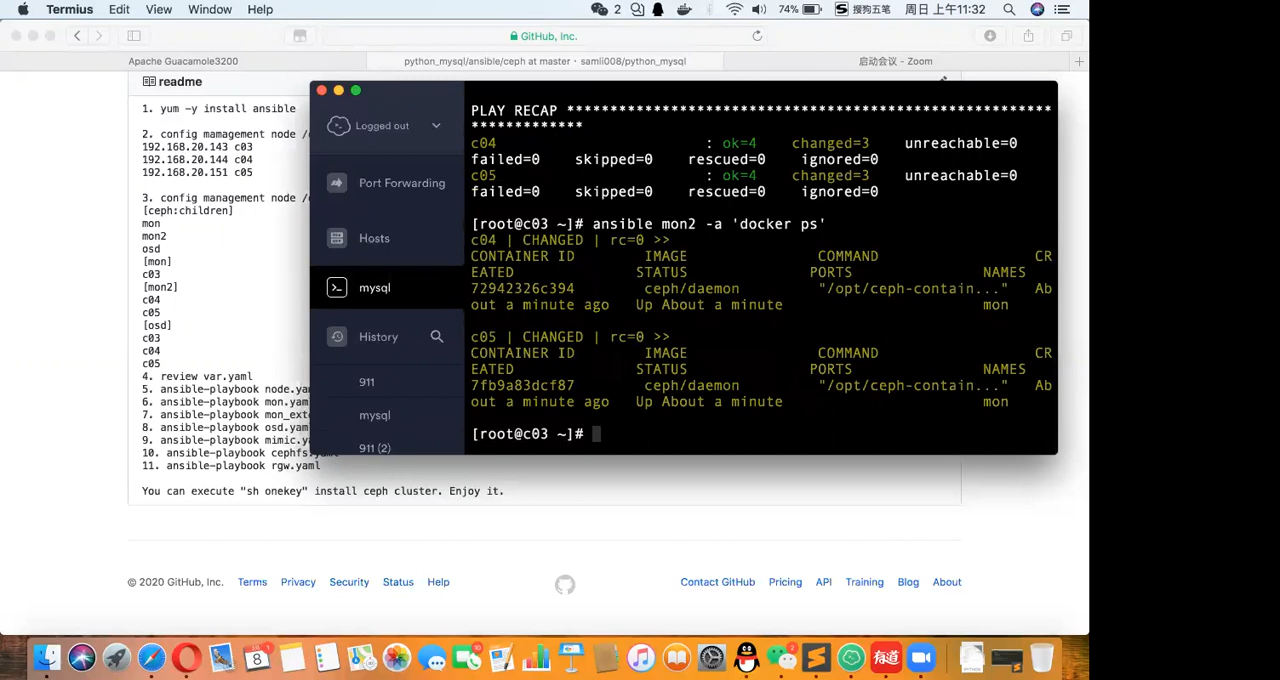 Termius Edit View Window Help 2 74% 搜狗五笔 周日 上午11:32
GitHub, Inc.
Apache Guacamole3200 python_mysql/ansible/ceph at master · samli008/python_mysql 启动会议 - Zoom
readme
1. yum -y install ansible
2. config management node /
192.168.20.143 c03
192.168.20.144 c04
192.168.20.151 c05
3. config management node /
[ceph:children]
mon
mon2
osd
[mon]
c03
[mon2]
c04
c05
[osd]
c03
c04
c05
4. review var.yaml
5. ansible-playbook node.ya
6. ansible-playbook mon.yam
7. ansible-playbook mon_ext
8. ansible-playbook osd.yam
9. ansible-playbook mimic.ya
10. ansible-playbook cephfs.yaml
11. ansible-playbook rgw.yaml
You can execute "sh onekey" install ceph cluster. Enjoy it.
Logged out
Port Forwarding
Hosts
mysql
History
911
mysql
911 (2)
PLAY RECAP *****************************************************
*************
c04 : ok=4 changed=3 unreachable=0
failed=0 skipped=0 rescued=0 ignored=0
c05 : ok=4 changed=3 unreachable=0
failed=0 skipped=0 rescued=0 ignored=0
[root@c03 ~]# ansible mon2 -a 'docker ps'
c04 | CHANGED | rc=0 >>
CONTAINER ID IMAGE COMMAND CR
EATED STATUS PORTS NAMES
72942326c394 ceph/daemon "/opt/ceph-contain..." Ab
out a minute ago Up About a minute mon
c05 | CHANGED | rc=0 >>
CONTAINER ID IMAGE COMMAND CR
EATED STATUS PORTS NAMES
7fb9a83dcf87 ceph/daemon "/opt/ceph-contain..." Ab
out a minute ago Up About a minute mon
[root@c03 ~]#
© 2020 GitHub, Inc. Terms Privacy Security Status Help Contact GitHub Pricing API Training Blog About
8
有道